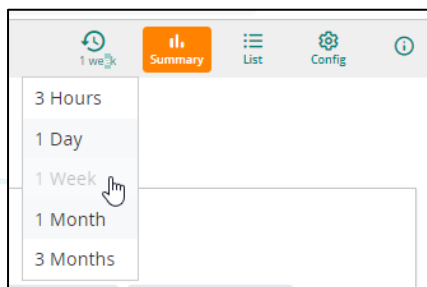 1 week Summary List Config
3 Hours
1 Day
1 Week
1 Month
3 Months